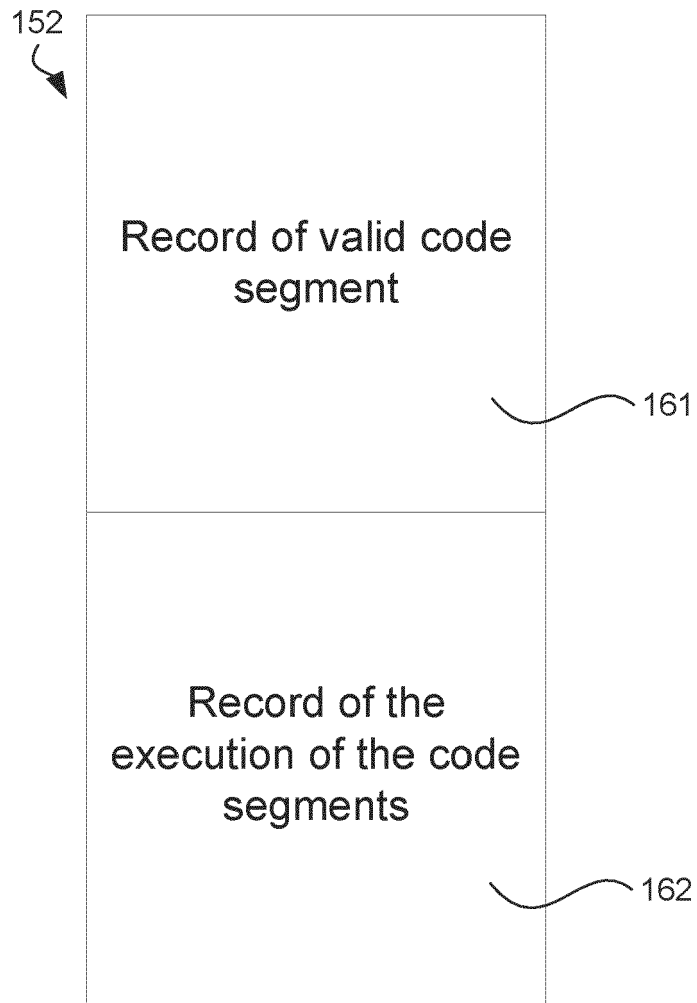 152
Record of valid code
segment
161
Record of the
execution of the code
segments
162